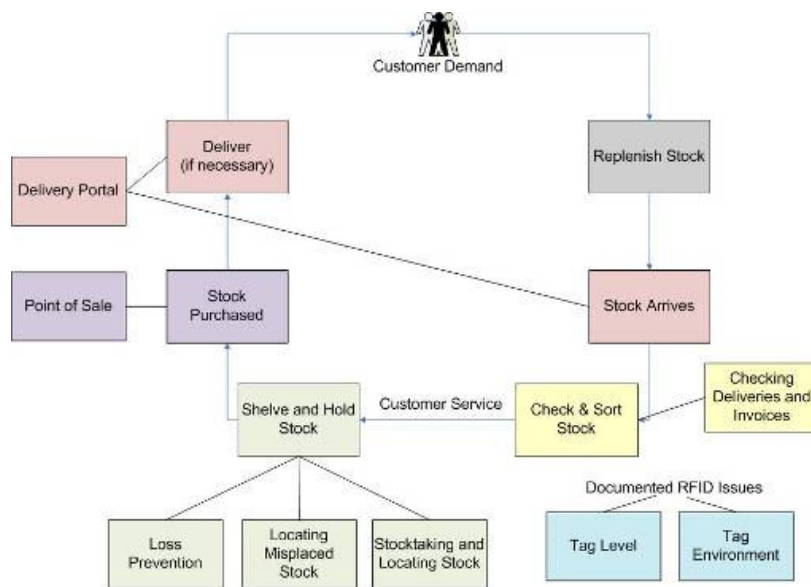 Customer Demand
Deliver
(if necessary)
Replenish Stock
Delivery Portal
Point of Sale
Stock
Purchased
Stock Arrives
Shelve and Hold
Stock
Customer Service
Check & Sort
Stock
Checking
Deliveries and
Invoices
Documented RFID Issues
Loss
Prevention
Locating
Misplaced
Stock
Stocktaking and
Locating Stock
Tag Level
Tag
Environment